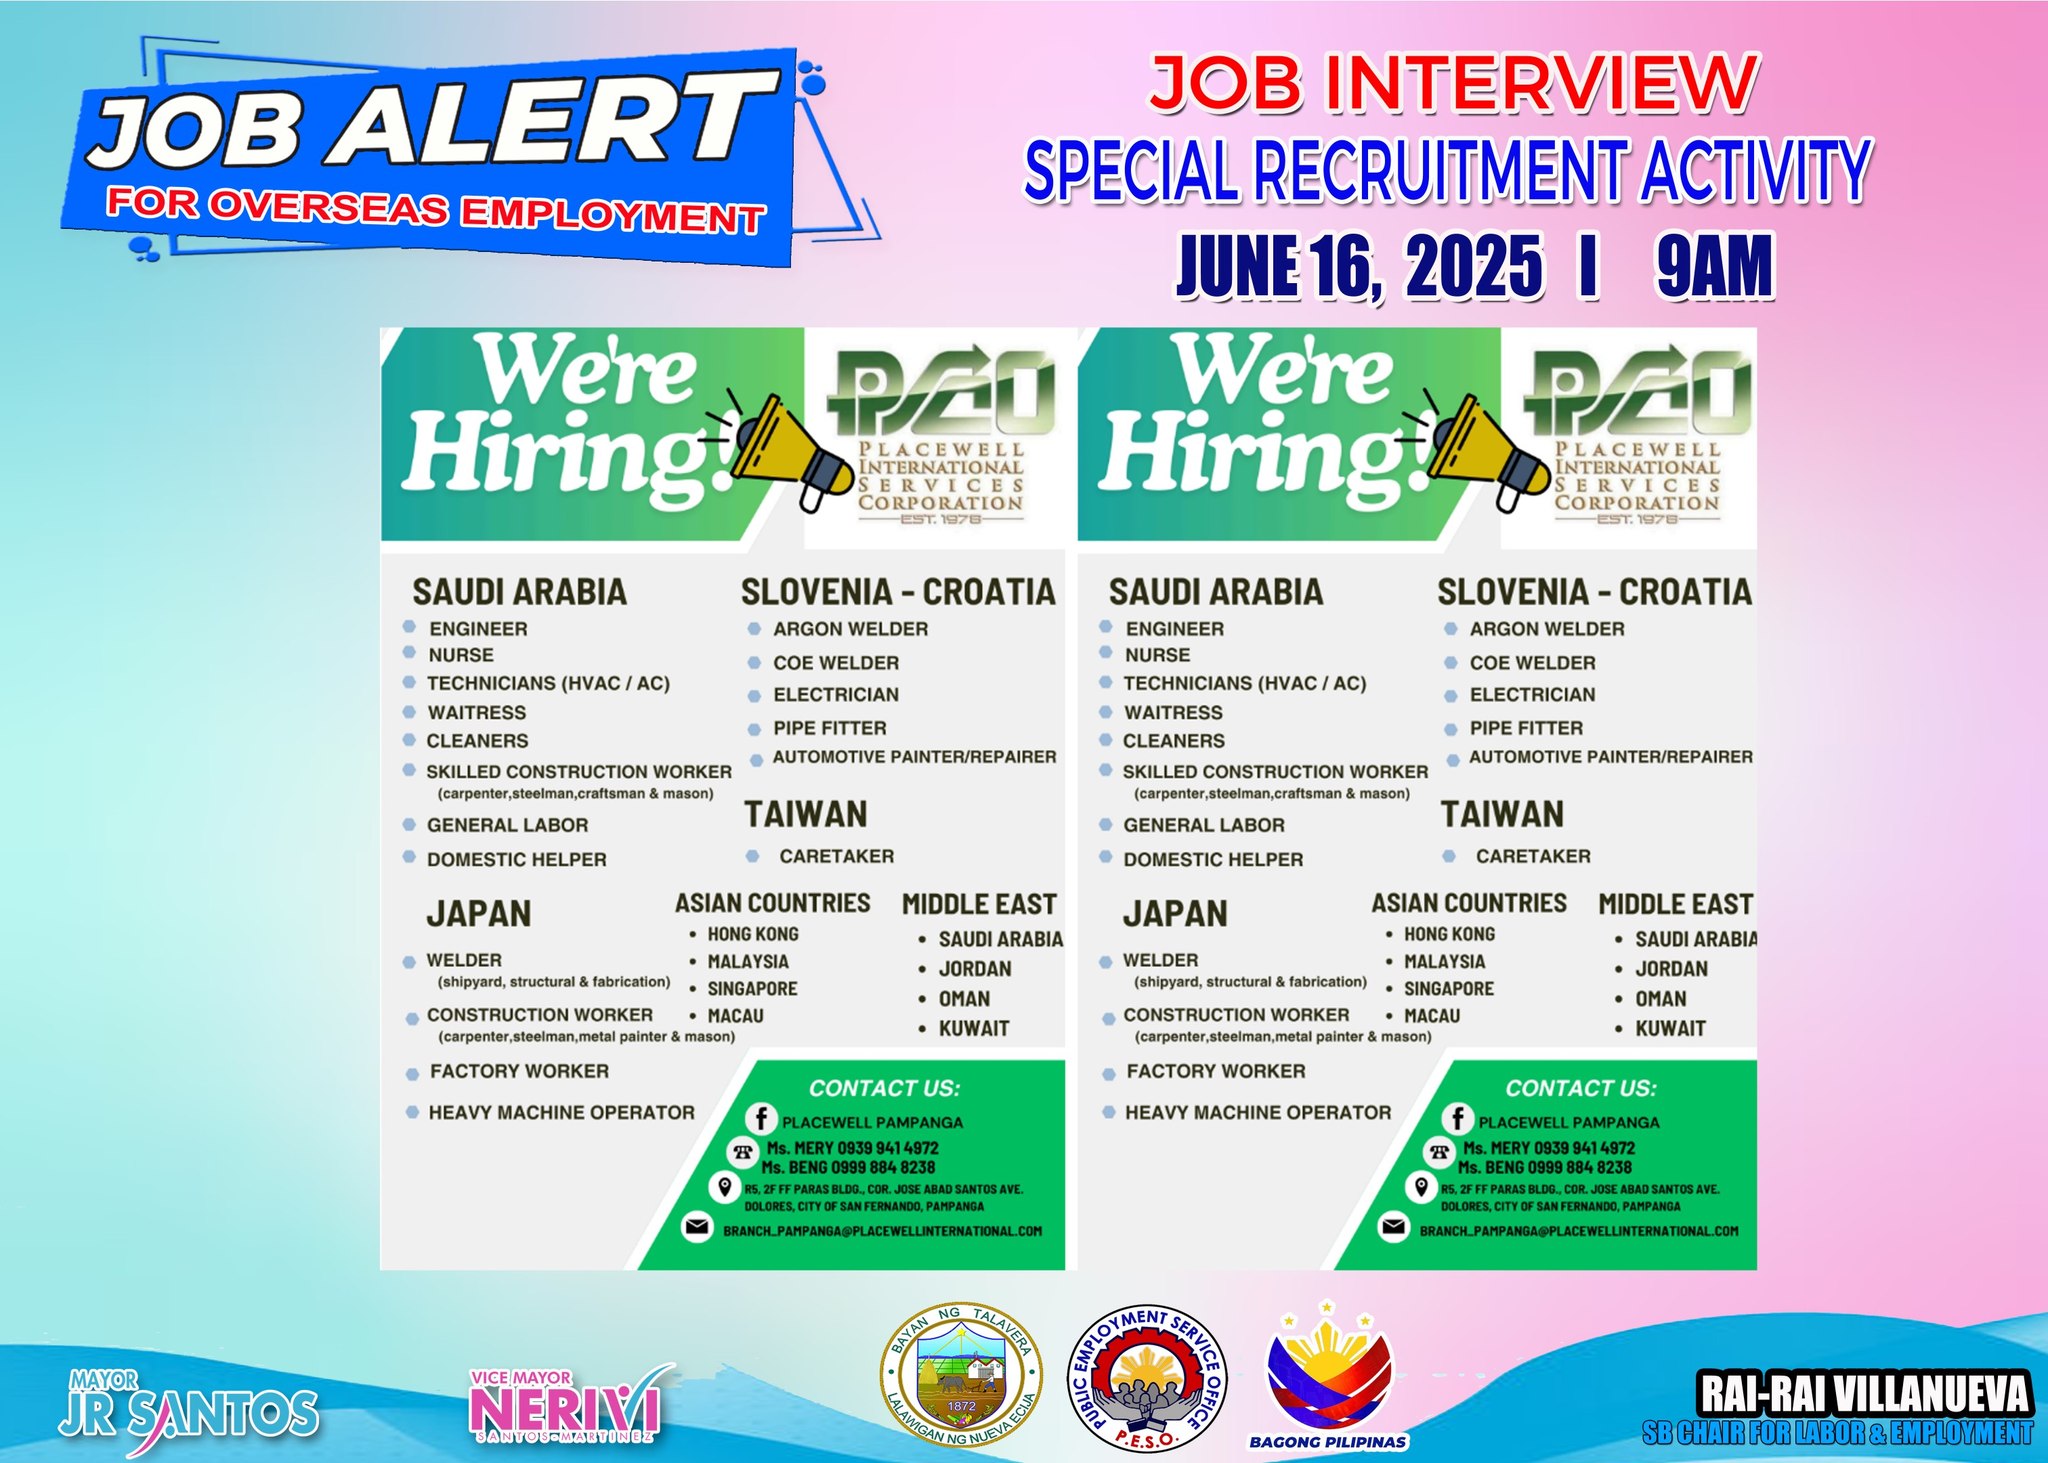 JOB ALERT
FOR OVERSEAS EMPLOYMENT
JOB INTERVIEW
SPECIAL RECRUITMENT ACTIVITY
JUNE 16, 2025 I 9AM
We're
Hiring!
PISCO
PLACEWELL
INTERNATIONAL
SERVICES
CORPORATION
EST. 1976
SAUDI ARABIA
ENGINEER
NURSE
TECHNICIANS (HVAC / AC)
WAITRESS
CLEANERS
SKILLED CONSTRUCTION WORKER
(carpenter,steelman,craftsman & mason)
GENERAL LABOR
DOMESTIC HELPER
SLOVENIA - CROATIA
ARGON WELDER
COE WELDER
ELECTRICIAN
PIPE FITTER
AUTOMOTIVE PAINTER/REPAIRER
TAIWAN
CARETAKER
JAPAN
WELDER
(shipyard, structural & fabrication)
CONSTRUCTION WORKER
(carpenter,steelman,metal painter & mason)
FACTORY WORKER
HEAVY MACHINE OPERATOR
ASIAN COUNTRIES
• HONG KONG
• MALAYSIA
• SINGAPORE
• MACAU
MIDDLE EAST
• SAUDI ARABIA
• JORDAN
• OMAN
• KUWAIT
CONTACT US:
PLACEWELL PAMPANGA
Ms. MERY 0939 941 4972
Ms. BENG 0999 884 8238
R5, 2F FF PARAS BLDG., COR. JOSE ABAD SANTOS AVE.
DOLORES, CITY OF SAN FERNANDO, PAMPANGA
BRANCH_PAMPANGA@PLACEWELLINTERNATIONAL.COM
We're
Hiring!
PISCO
PLACEWELL
INTERNATIONAL
SERVICES
CORPORATION
EST. 1976
SAUDI ARABIA
ENGINEER
NURSE
TECHNICIANS (HVAC / AC)
WAITRESS
CLEANERS
SKILLED CONSTRUCTION WORKER
(carpenter,steelman,craftsman & mason)
GENERAL LABOR
DOMESTIC HELPER
SLOVENIA - CROATIA
ARGON WELDER
COE WELDER
ELECTRICIAN
PIPE FITTER
AUTOMOTIVE PAINTER/REPAIRER
TAIWAN
CARETAKER
JAPAN
WELDER
(shipyard, structural & fabrication)
CONSTRUCTION WORKER
(carpenter,steelman,metal painter & mason)
FACTORY WORKER
HEAVY MACHINE OPERATOR
ASIAN COUNTRIES
• HONG KONG
• MALAYSIA
• SINGAPORE
• MACAU
MIDDLE EAST
• SAUDI ARABIA
• JORDAN
• OMAN
• KUWAIT
CONTACT US:
PLACEWELL PAMPANGA
Ms. MERY 0939 941 4972
Ms. BENG 0999 884 8238
R5, 2F FF PARAS BLDG., COR. JOSE ABAD SANTOS AVE.
DOLORES, CITY OF SAN FERNANDO, PAMPANGA
BRANCH_PAMPANGA@PLACEWELLINTERNATIONAL.COM
MAYOR
JR SANTOS
VICE MAYOR
NERIVI
SANTOS-MARTINEZ
BAYAN NG TALAVERA
1872
LALAWIGAN NG NUEVA ECIJA
PUBLIC EMPLOYMENT SERVICE OFFICE
P.E.S.O.
BAGONG PILIPINAS
RAI-RAI VILLANUEVA
SB CHAIR FOR LABOR & EMPLOYMENT